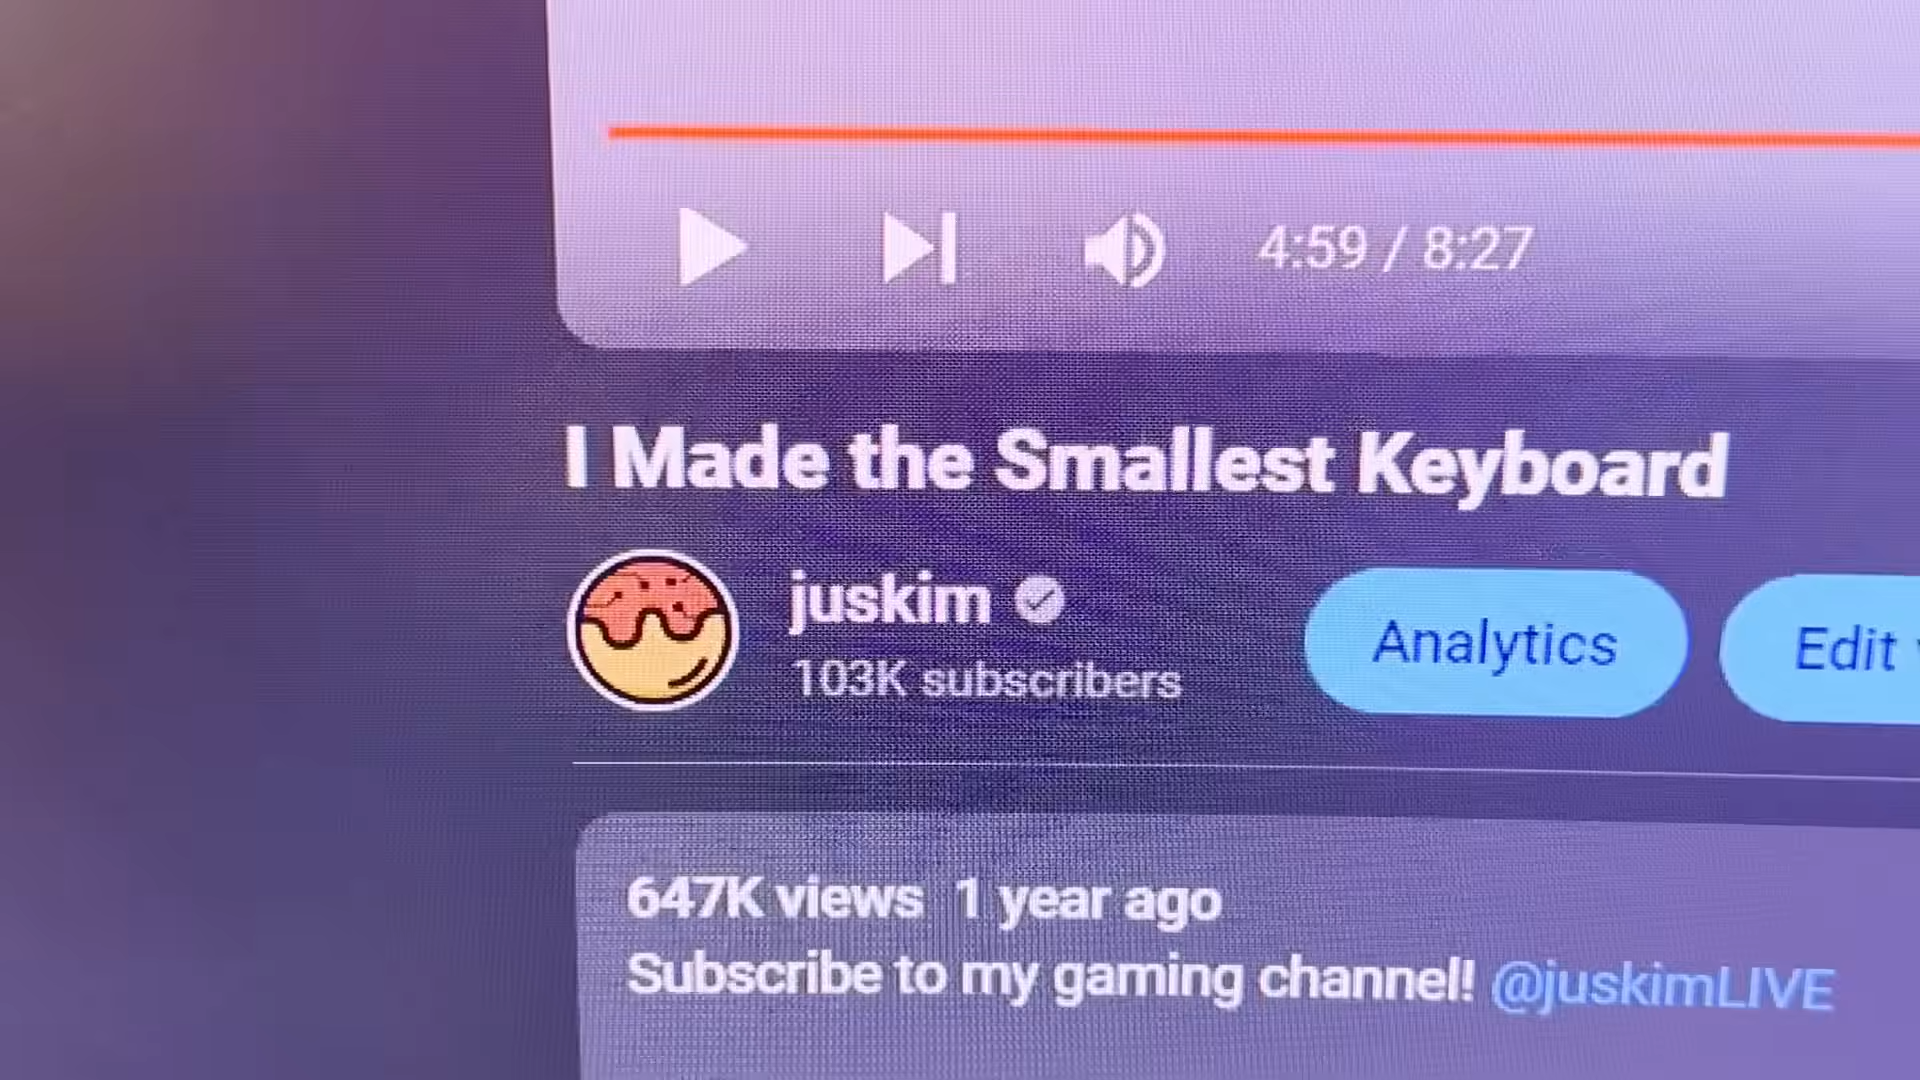 4:59 / 8:27
I Made the Smallest Keyboard
juskim
103K subscribers
Analytics
Edit
647K views 1 year ago
Subscribe to my gaming channel! @juskimLIVE